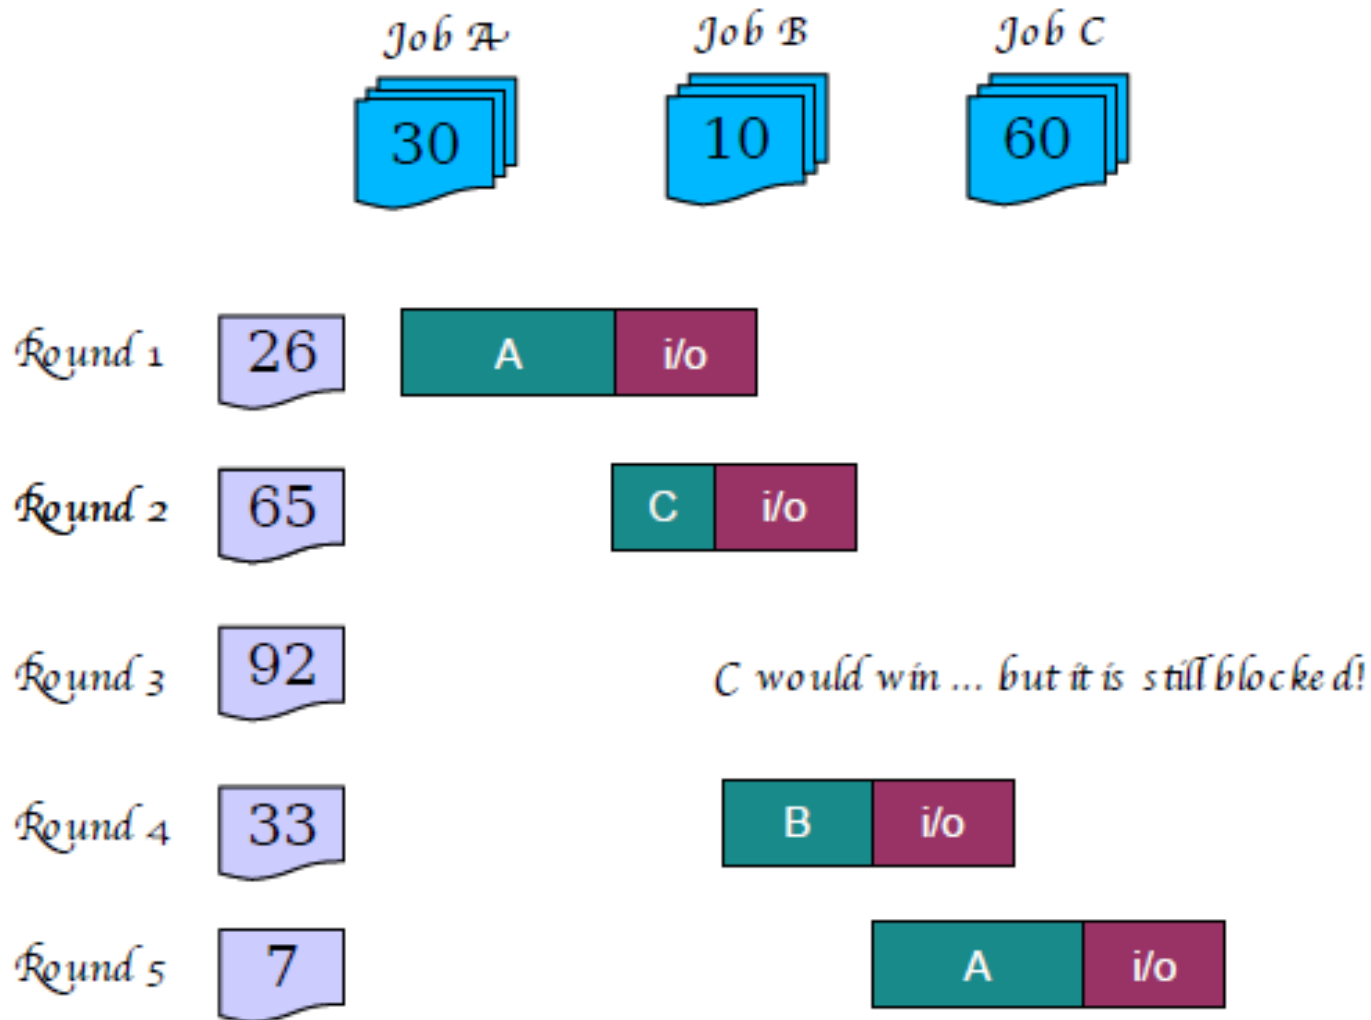 Job A Job B Job C
30 10 60
Round 1 26 A i/o
Round 2 65 C i/o
Round 3 92 C would win ... but it is still blocked!
Round 4 33 B i/o
Round 5 7 A i/o